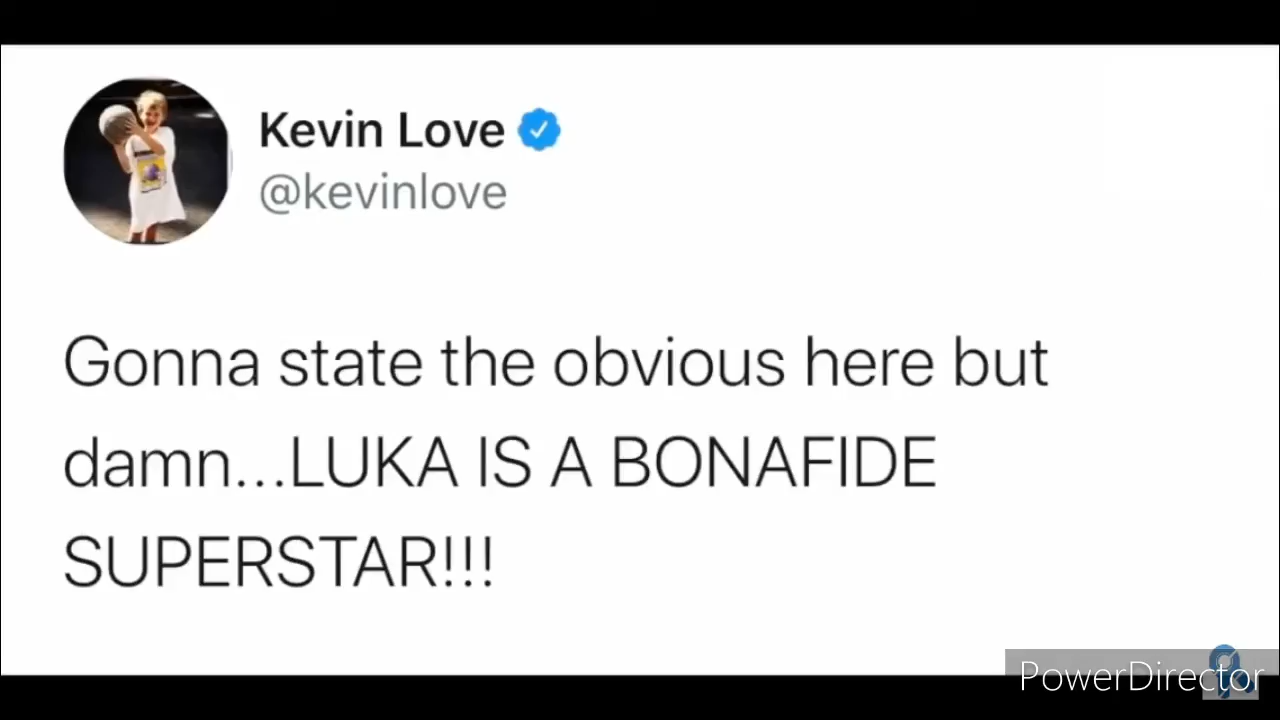 Kevin Love
@kevinlove
Gonna state the obvious here but
damn...LUKA IS A BONAFIDE
SUPERSTAR!!!
PowerDirector